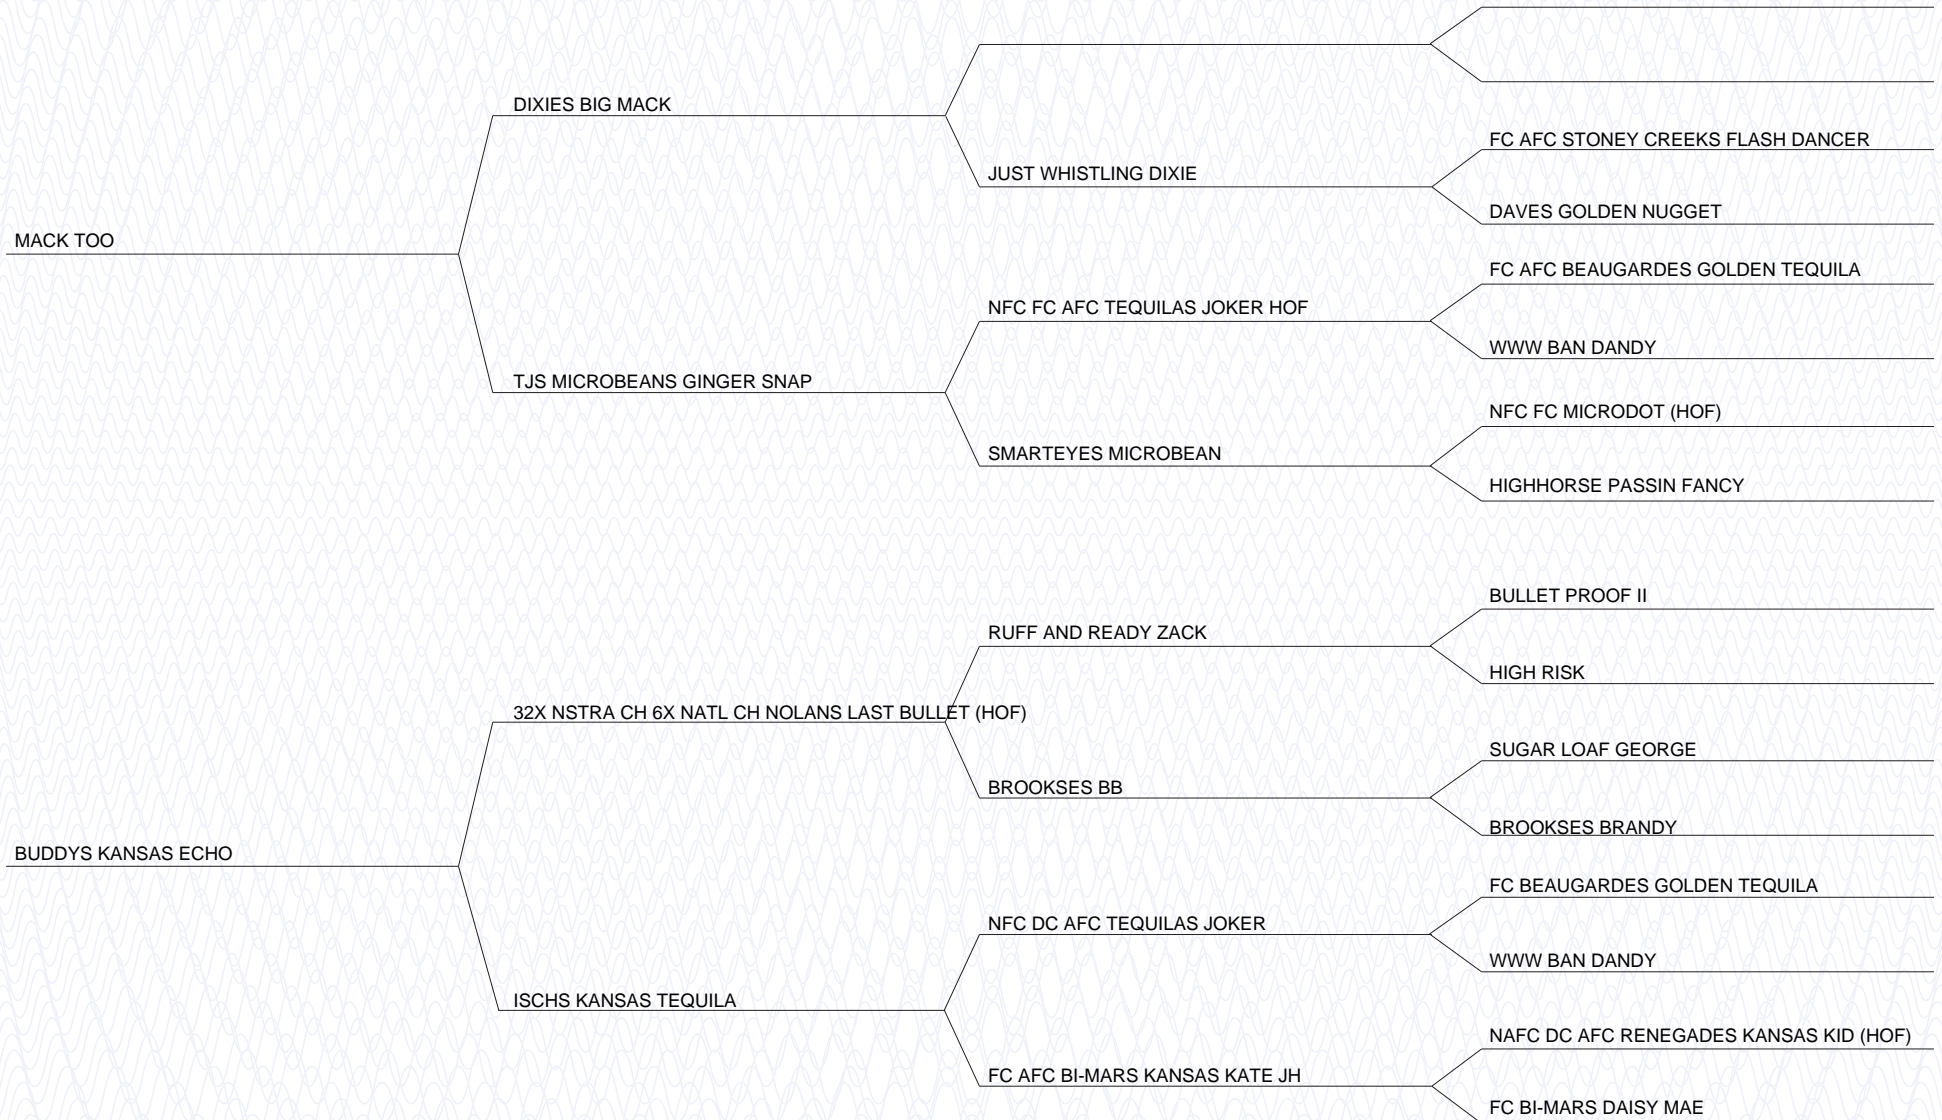 DIXIES BIG MACK
FC AFC STONEY CREEKS FLASH DANCER
JUST WHISTLING DIXIE
DAVES GOLDEN NUGGET
MACK TOO
FC AFC BEAUGARDES GOLDEN TEQUILA
NFC FC AFC TEQUILAS JOKER HOF
WWW BAN DANDY
TJS MICROBEANS GINGER SNAP
NFC FC MICRODOT (HOF)
SMARTEYES MICROBEAN
HIGHHORSE PASSIN FANCY
BULLET PROOF II
RUFF AND READY ZACK
HIGH RISK
32X NSTRA CH 6X NATL CH NOLANS LAST BULLET (HOF)
SUGAR LOAF GEORGE
BROOKSES BB
BROOKSES BRANDY
BUDDYS KANSAS ECHO
FC BEAUGARDES GOLDEN TEQUILA
NFC DC AFC TEQUILAS JOKER
WWW BAN DANDY
ISCHS KANSAS TEQUILA
NAFC DC AFC RENEGADES KANSAS KID (HOF)
FC AFC BI-MARS KANSAS KATE JH
FC BI-MARS DAISY MAE